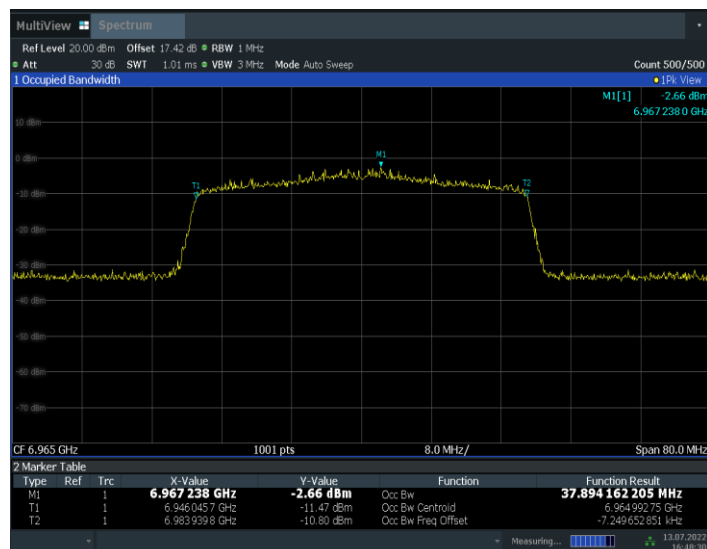 MultiView Spectrum
Ref Level 20.00 dBm Offset 17.42 dB RBW 1 MHz
Att 30 dB SWT 1.01 ms VBW 3 MHz Mode Auto Sweep Count 500/500
1 Occupied Bandwidth 1Pk View
M1[1] -2.66 dBm
6.967 238 0 GHz
10 dBm
0 dBm
M1
T1 T2
-10 dBm
-20 dBm
-30 dBm
-40 dBm
-50 dBm
-60 dBm
-70 dBm
CF 6.965 GHz 1001 pts 8.0 MHz/ Span 80.0 MHz
2 Marker Table
Type Ref Trc X-Value Y-Value Function Function Result
M1 1 6.967 238 GHz -2.66 dBm Occ Bw 37.894 162 205 MHz
T1 1 6.946 045 7 GHz -11.47 dBm Occ Bw Centroid 6.964 992 75 GHz
T2 1 6.983 939 8 GHz -10.80 dBm Occ Bw Freq Offset -7.249 652 851 kHz
Measuring... 13.07.2022
16:48:30